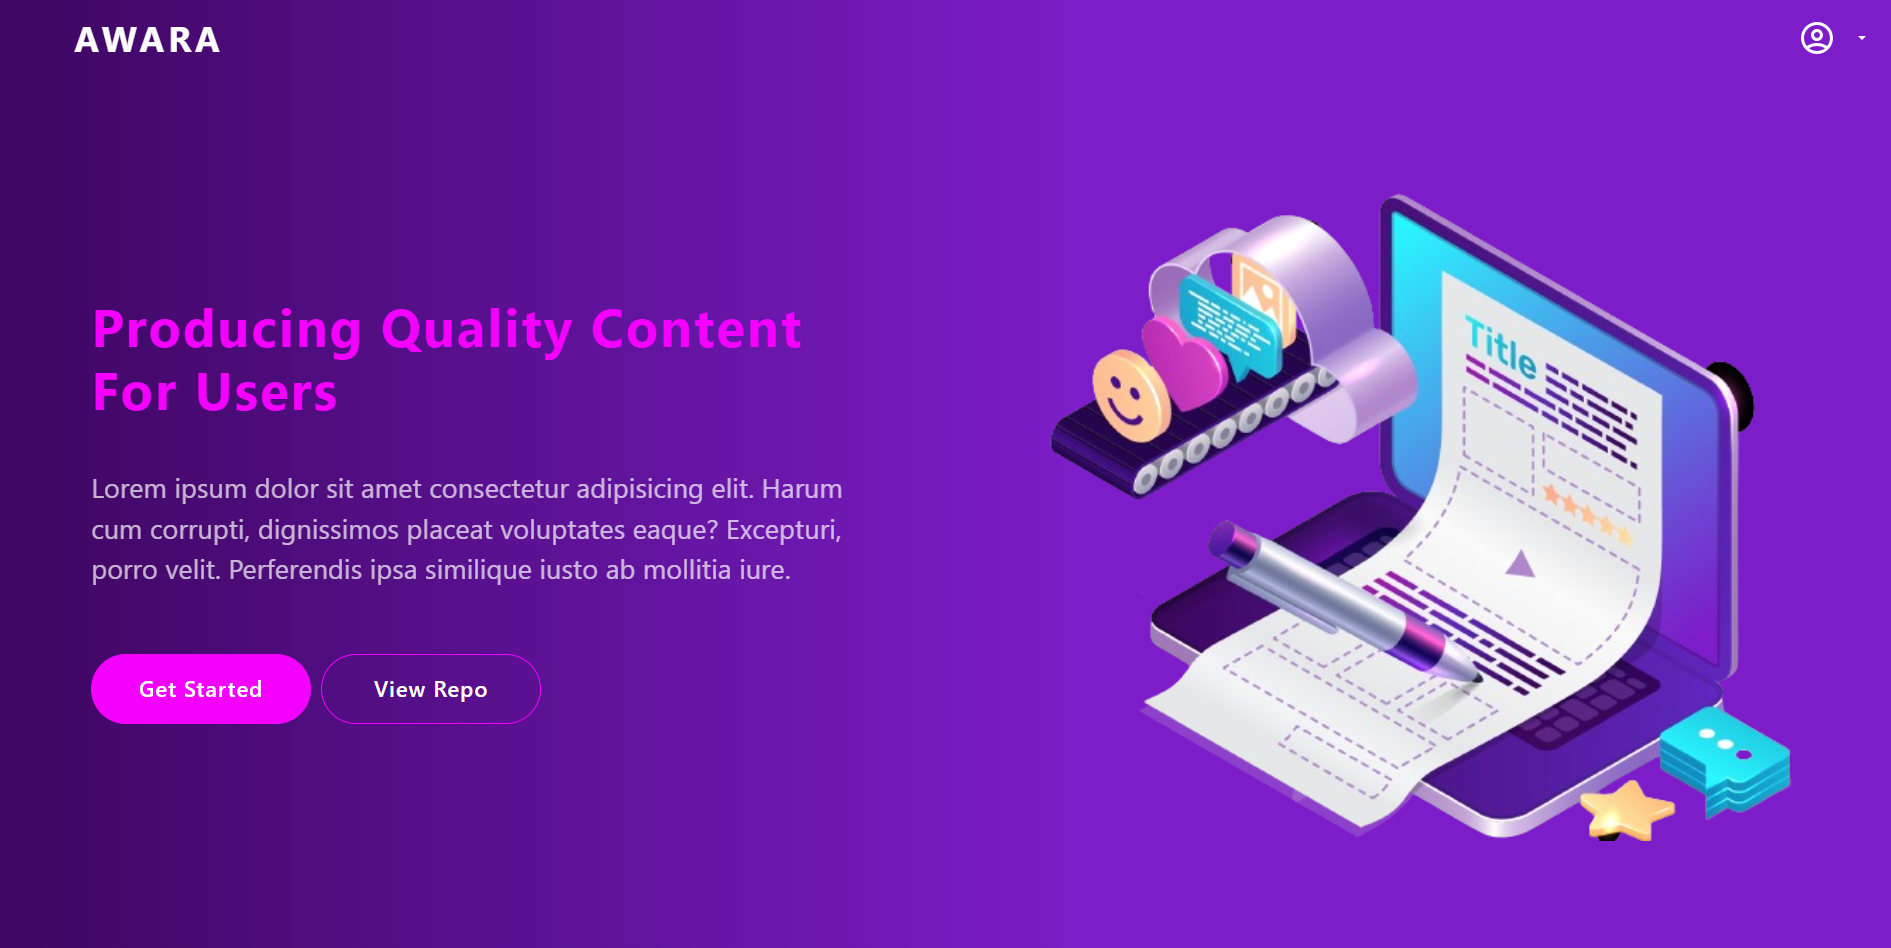 AWARA
Producing Quality Content
For Users
Lorem ipsum dolor sit amet consectetur adipisicing elit. Harum
cum corrupti, dignissimos placeat voluptates eaque? Excepturi,
porro velit. Perferendis ipsa similique iusto ab mollitia iure.
Get Started
View Repo
Title